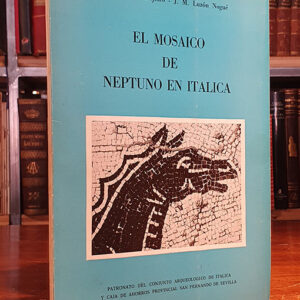 J. M. Luzón Nogué
EL MOSAICO
DE
NEPTUNO EN ITALICA
PATRONATO DEL CONJUNTO ARQUEOLOGICO DE ITALICA
Y CAJA DE AHORROS PROVINCIAL SAN FERNANDO DE SEVILLA